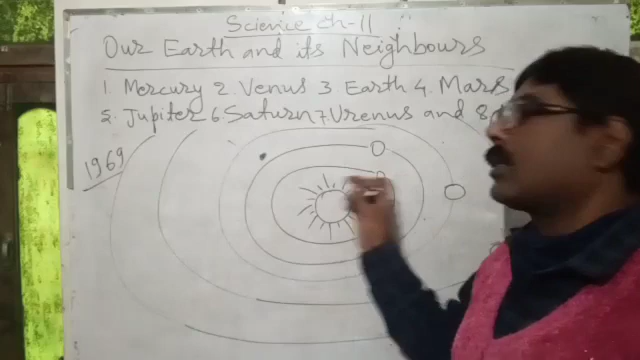 Science Ch-11
Our Earth and its Neighbours
1. Mercury 2. Venus 3. Earth 4. Mars
5. Jupiter 6. Saturn 7. Urenus and 8.
1969